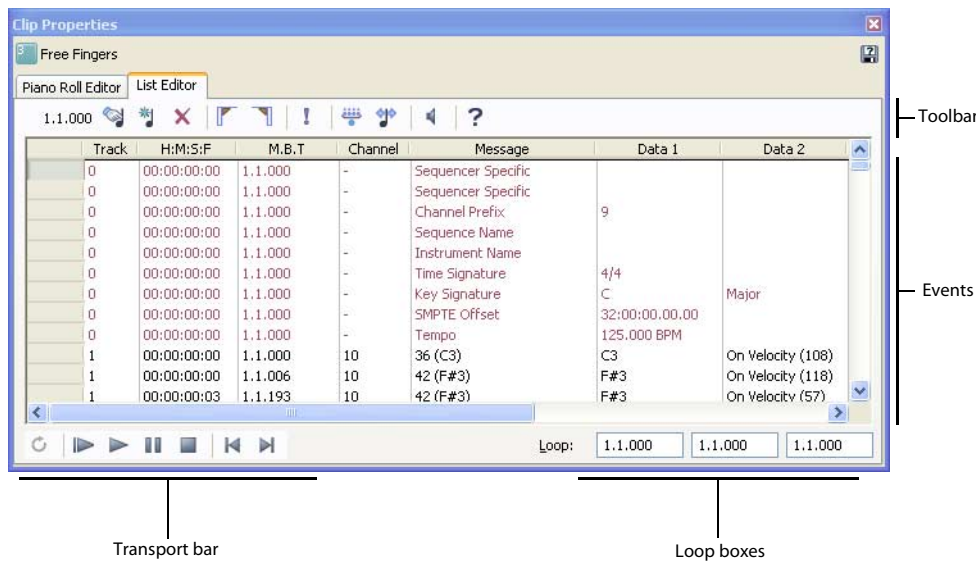 Clip Properties
Free Fingers
Piano Roll Editor List Editor
1.1.000
Toolbar
Track H:M:S:F M.B.T Channel Message Data 1 Data 2
0 00:00:00:00 1.1.000 - Sequencer Specific
0 00:00:00:00 1.1.000 - Sequencer Specific
0 00:00:00:00 1.1.000 - Channel Prefix 9
0 00:00:00:00 1.1.000 - Sequence Name
0 00:00:00:00 1.1.000 - Instrument Name
0 00:00:00:00 1.1.000 - Time Signature 4/4
0 00:00:00:00 1.1.000 - Key Signature C Major
Events
0 00:00:00:00 1.1.000 - SMPTE Offset 32:00:00.00.00
0 00:00:00:00 1.1.000 - Tempo 125.000 BPM
1 00:00:00:00 1.1.000 10 36 (C3) C3 On Velocity (108)
1 00:00:00:00 1.1.006 10 42 (F#3) F#3 On Velocity (118)
1 00:00:00:03 1.1.193 10 42 (F#3) F#3 On Velocity (57)
Loop: 1.1.000 1.1.000 1.1.000
Transport bar
Loop boxes